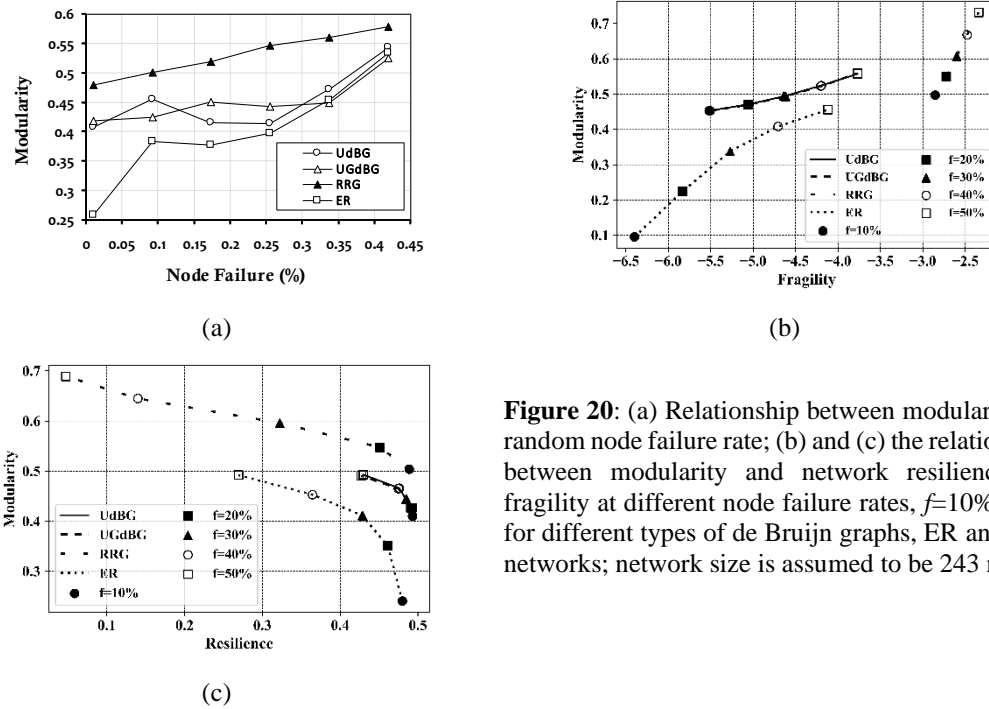 0.6
0.55
0.5
0.45
0.4
0.35
0.3
0.25
Modularity
0 0.05 0.1 0.15 0.2 0.25 0.3 0.35 0.4 0.45
Node Failure (%)
UdBG
UGdBG
RRG
ER
(a)
0.7
0.6
0.5
0.4
0.3
0.2
0.1
Modularity
−6.5 −6.0 −5.5 −5.0 −4.5 −4.0 −3.5 −3.0 −2.5
Fragility
UdBG f=20%
UGdBG f=30%
RRG f=40%
ER f=50%
f=10%
(b)
0.7
0.6
0.5
0.4
0.3
Modularity
0.1 0.2 0.3 0.4 0.5
Resilience
UdBG f=20%
UGdBG f=30%
RRG f=40%
ER f=50%
f=10%
(c)
Figure 20: (a) Relationship between modular
random node failure rate; (b) and (c) the relation
between modularity and network resilienc
fragility at different node failure rates, f=10%
for different types of de Bruijn graphs, ER an
networks; network size is assumed to be 243